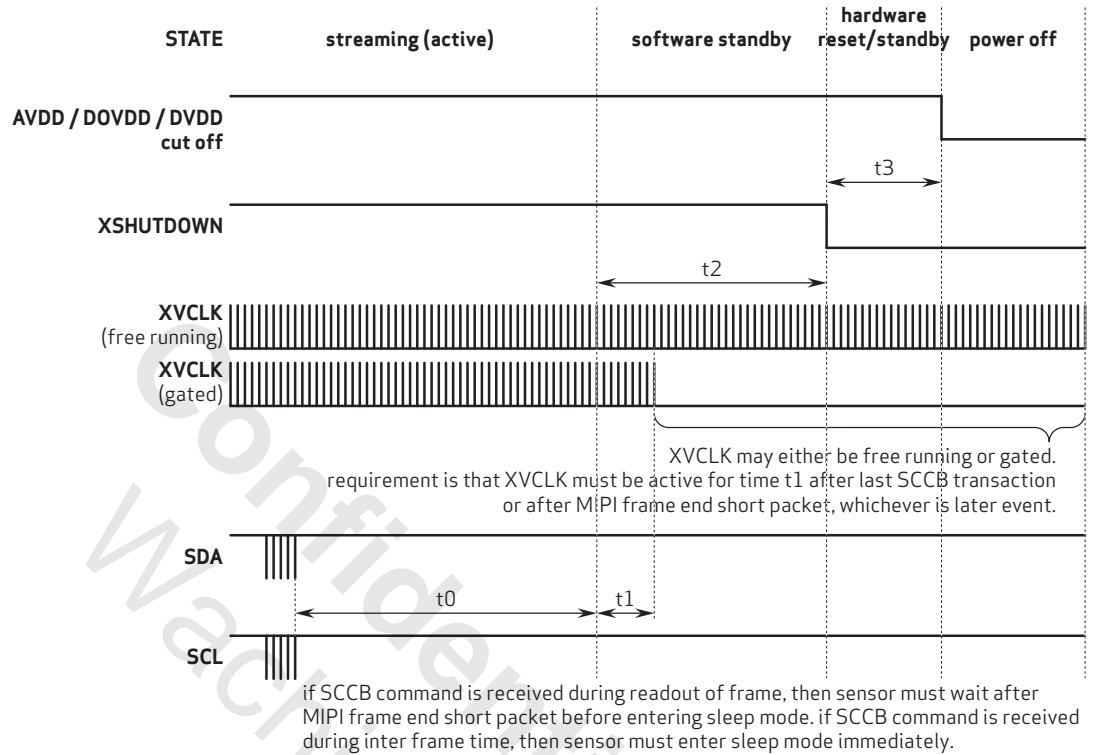 STATE streaming (active) software standby hardware reset/standby power off
AVDD / DOVDD / DVDD
cut off
t3
XSHUTDOWN
t2
XVCLK
(free running)
XVCLK
(gated)
XVCLK may either be free running or gated.
requirement is that XVCLK must be active for time t1 after last SCCB transaction
or after MIPI frame end short packet, whichever is later event.
SDA
t0 t1
SCL
if SCCB command is received during readout of frame, then sensor must wait after
MIPI frame end short packet before entering sleep mode. if SCCB command is received
during inter frame time, then sensor must enter sleep mode immediately.